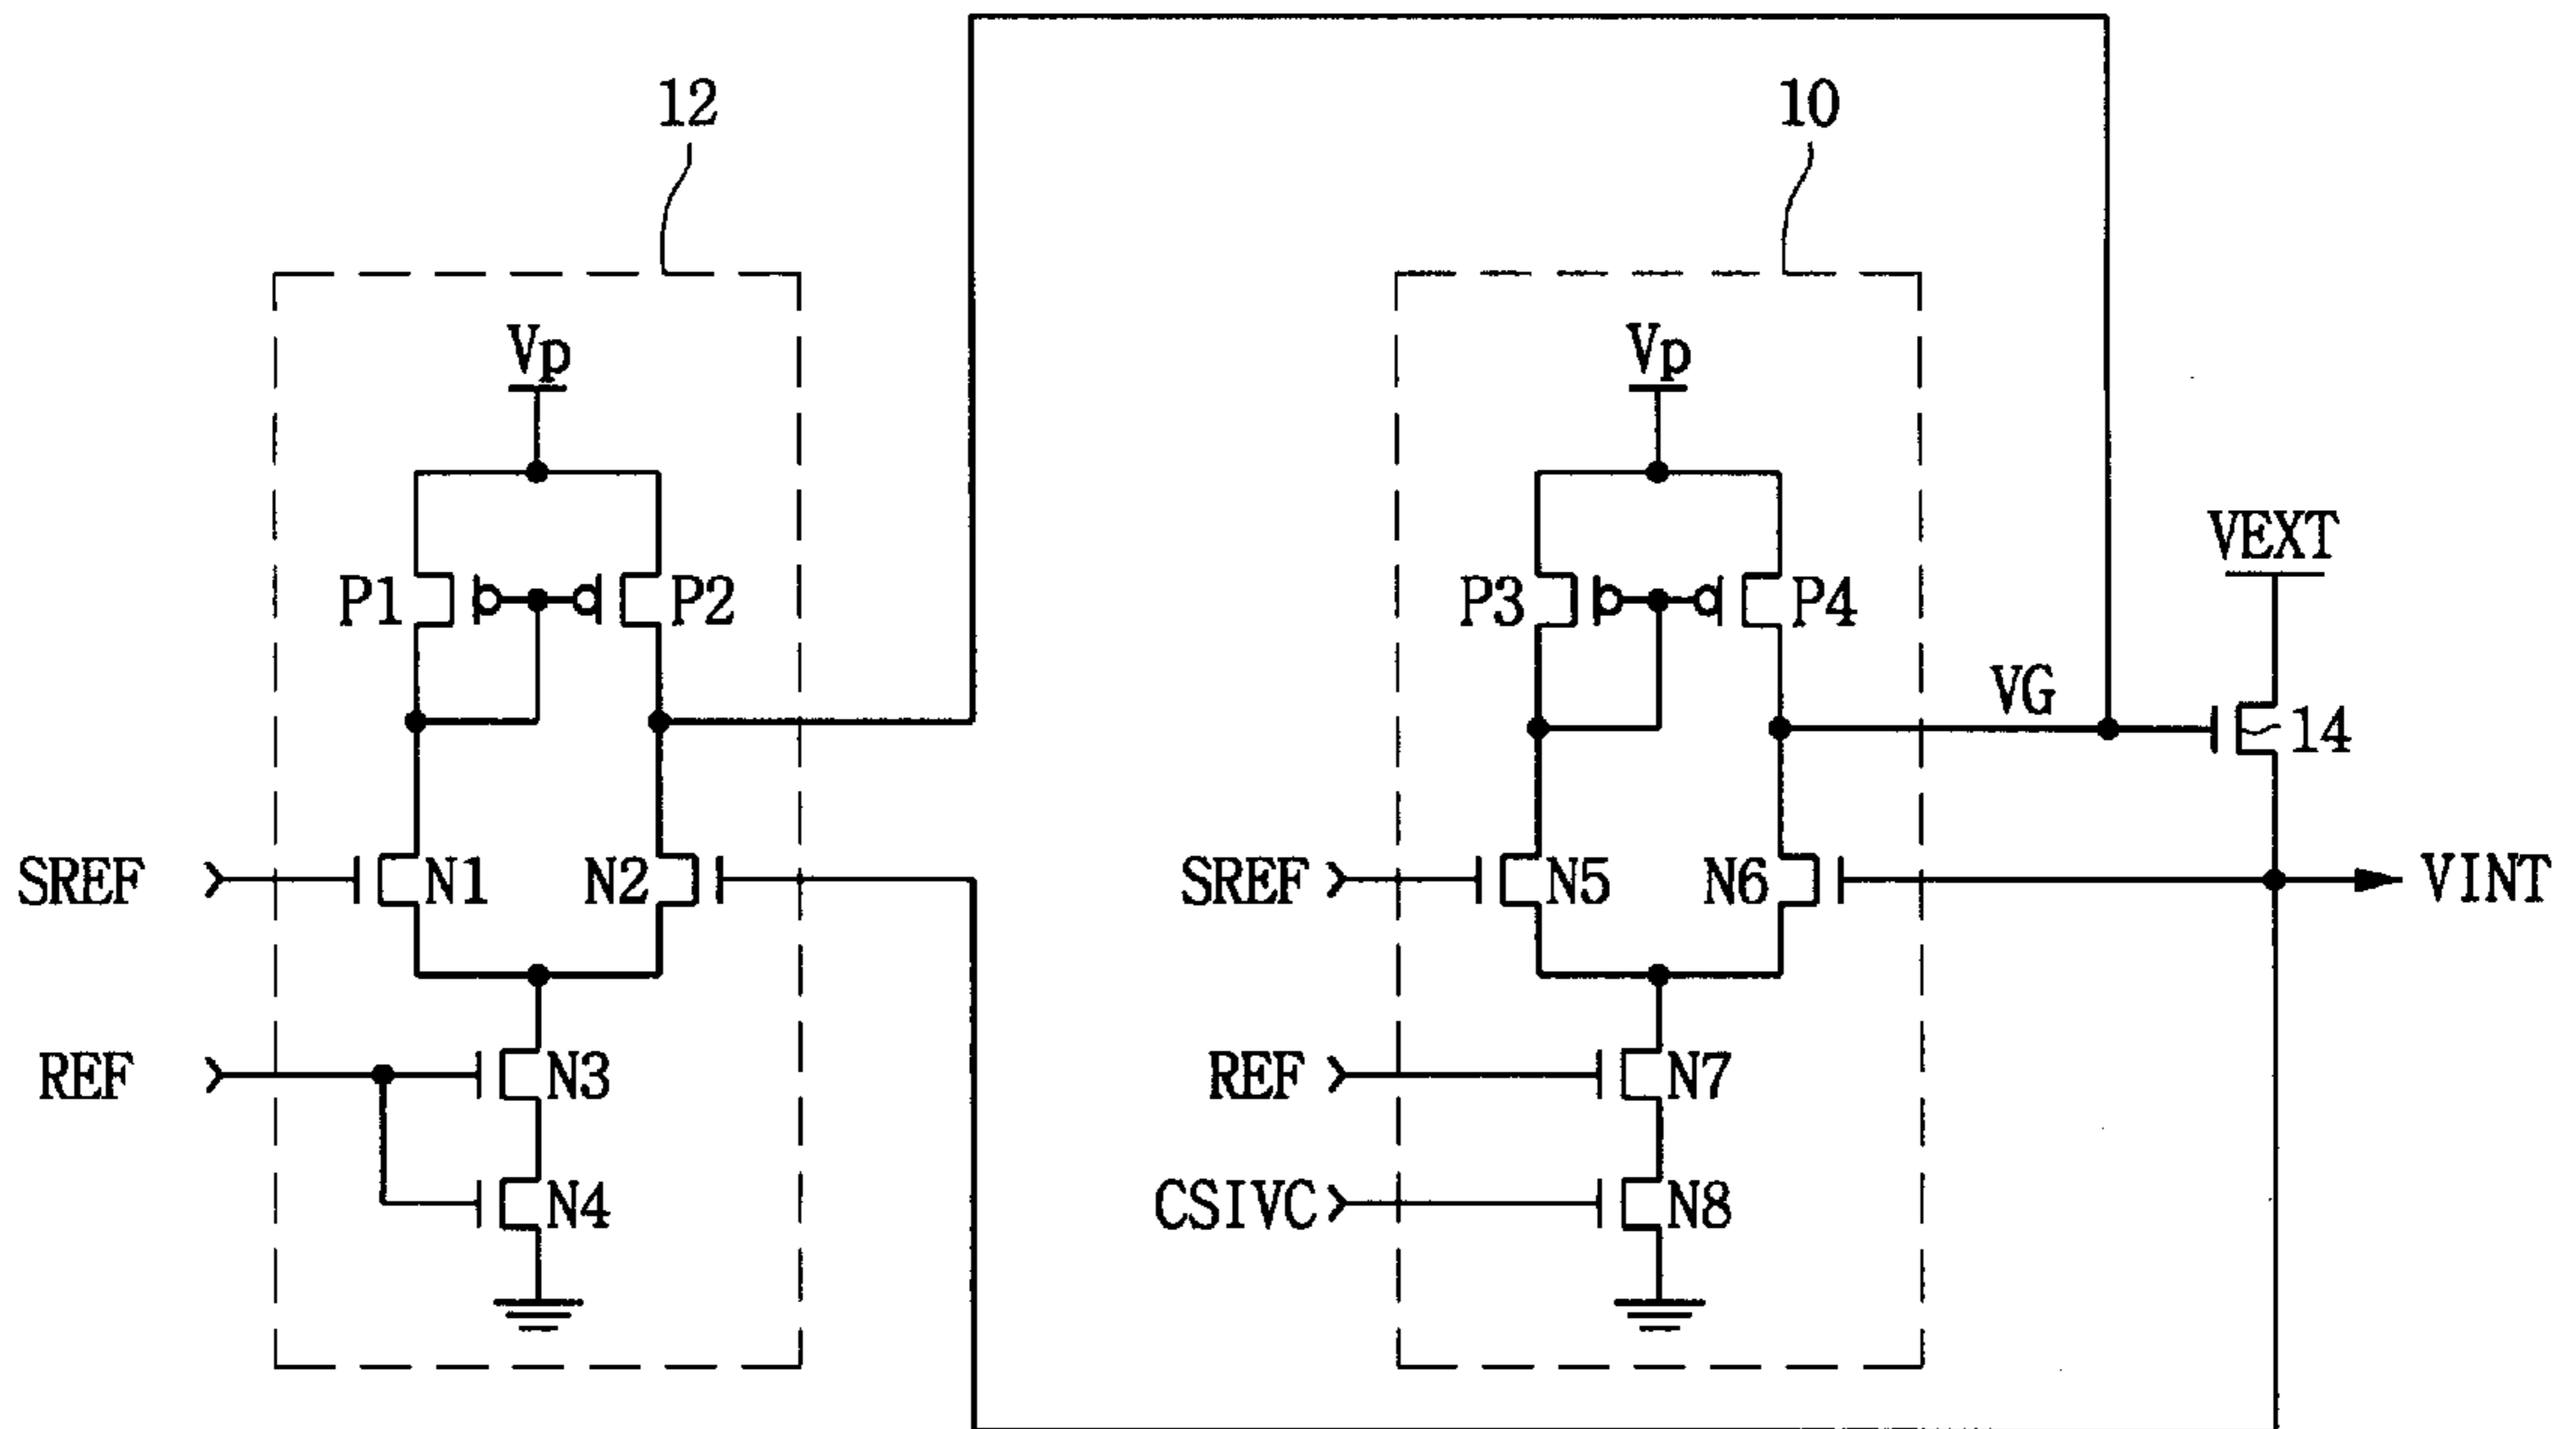 12
10
Vp
Vp
VEXT
P1
P2
P3
P4
VG
14
SREF
N1
N2
SREF
N5
N6
VINT
REF
N3
REF
N7
N4
CSIVC
N8